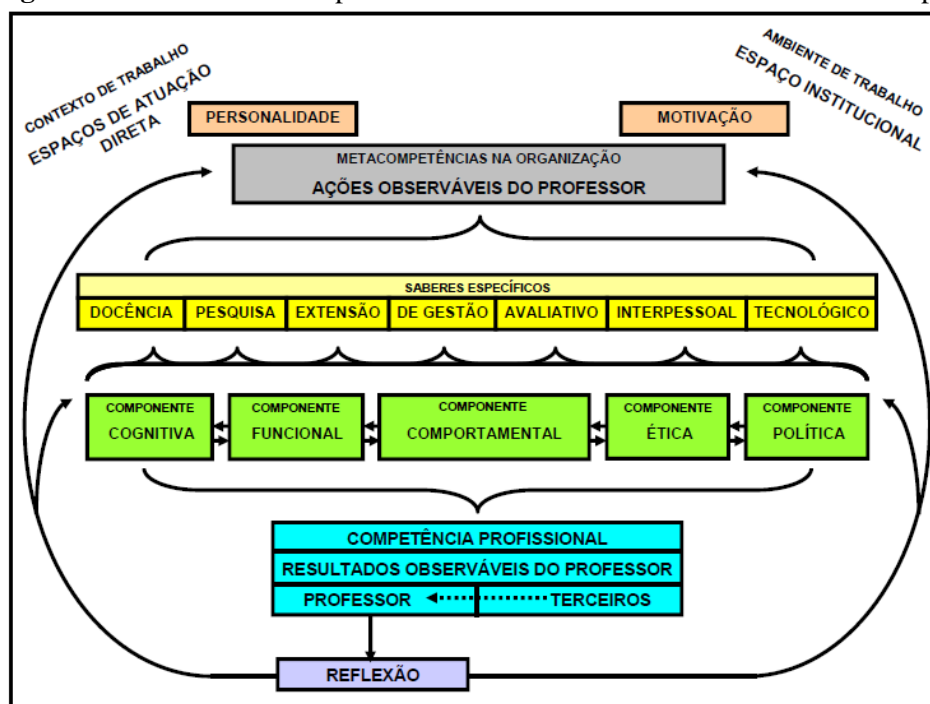 CONTEXTO DE TRABALHO
ESPAÇOS DE ATUAÇÃO
DIRETA
AMBIENTE DE TRABALHO
ESPAÇO INSTITUCIONAL
PERSONALIDADE
MOTIVAÇÃO
METACOMPETÊNCIAS NA ORGANIZAÇÃO
AÇÕES OBSERVÁVEIS DO PROFESSOR
SABERES ESPECÍFICOS
DOCÊNCIA PESQUISA EXTENSÃO DE GESTÃO AVALIATIVO INTERPESSOAL TECNOLÓGICO
COMPONENTE
COGNITIVA
COMPONENTE
FUNCIONAL
COMPONENTE
COMPORTAMENTAL
COMPONENTE
ÉTICA
COMPONENTE
POLÍTICA
COMPETÊNCIA PROFISSIONAL
RESULTADOS OBSERVÁVEIS DO PROFESSOR
PROFESSOR TERCEIROS
REFLEXÃO